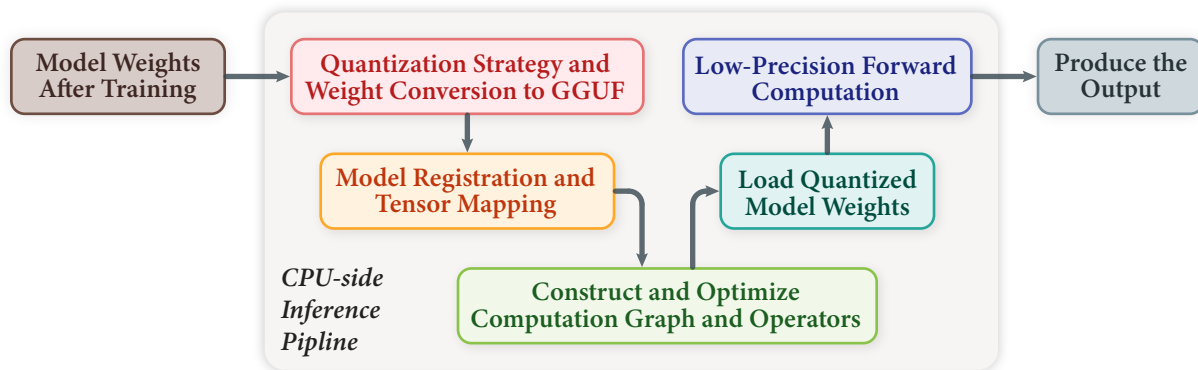 Model Weights
After Training
Quantization Strategy and
Weight Conversion to GGUF
Model Registration and
Tensor Mapping
Construct and Optimize
Computation Graph and Operators
Load Quantized
Model Weights
Low-Precision Forward
Computation
Produce the
Output
CPU-side
Inference
Pipline